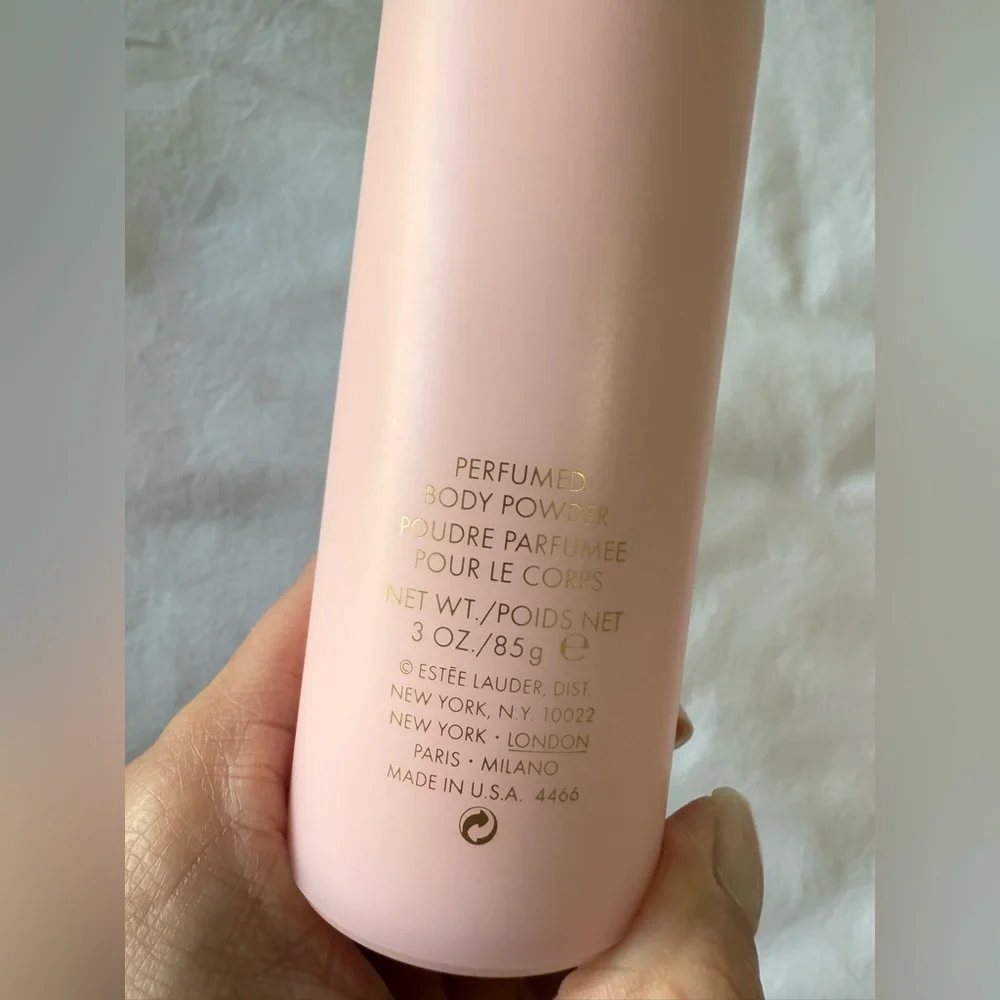 PERFUMED
BODY POWDER
POUDRE PARFUMEE
POUR LE CORPS
NET WT./POIDS NET
3 OZ./85g ℮
© ESTĒE LAUDER, DIST.
NEW YORK, N.Y. 10022
NEW YORK · LONDON
PARIS · MILANO
MADE IN U.S.A. 4466